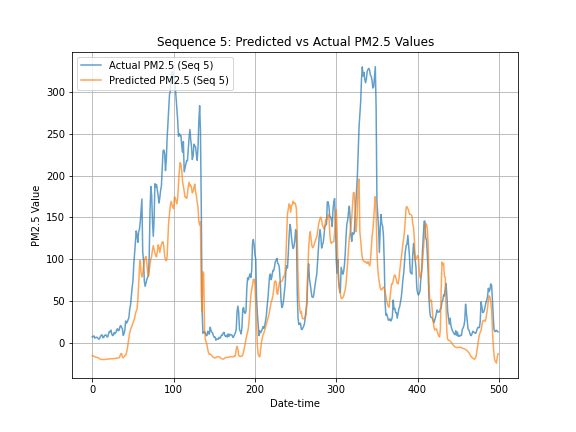 Sequence 5: Predicted vs Actual PM2.5 Values
Actual PM2.5 (Seq 5)
Predicted PM2.5 (Seq 5)
PM2.5 Value
300
250
200
150
100
50
0
0 100 200 300 400 500
Date-time